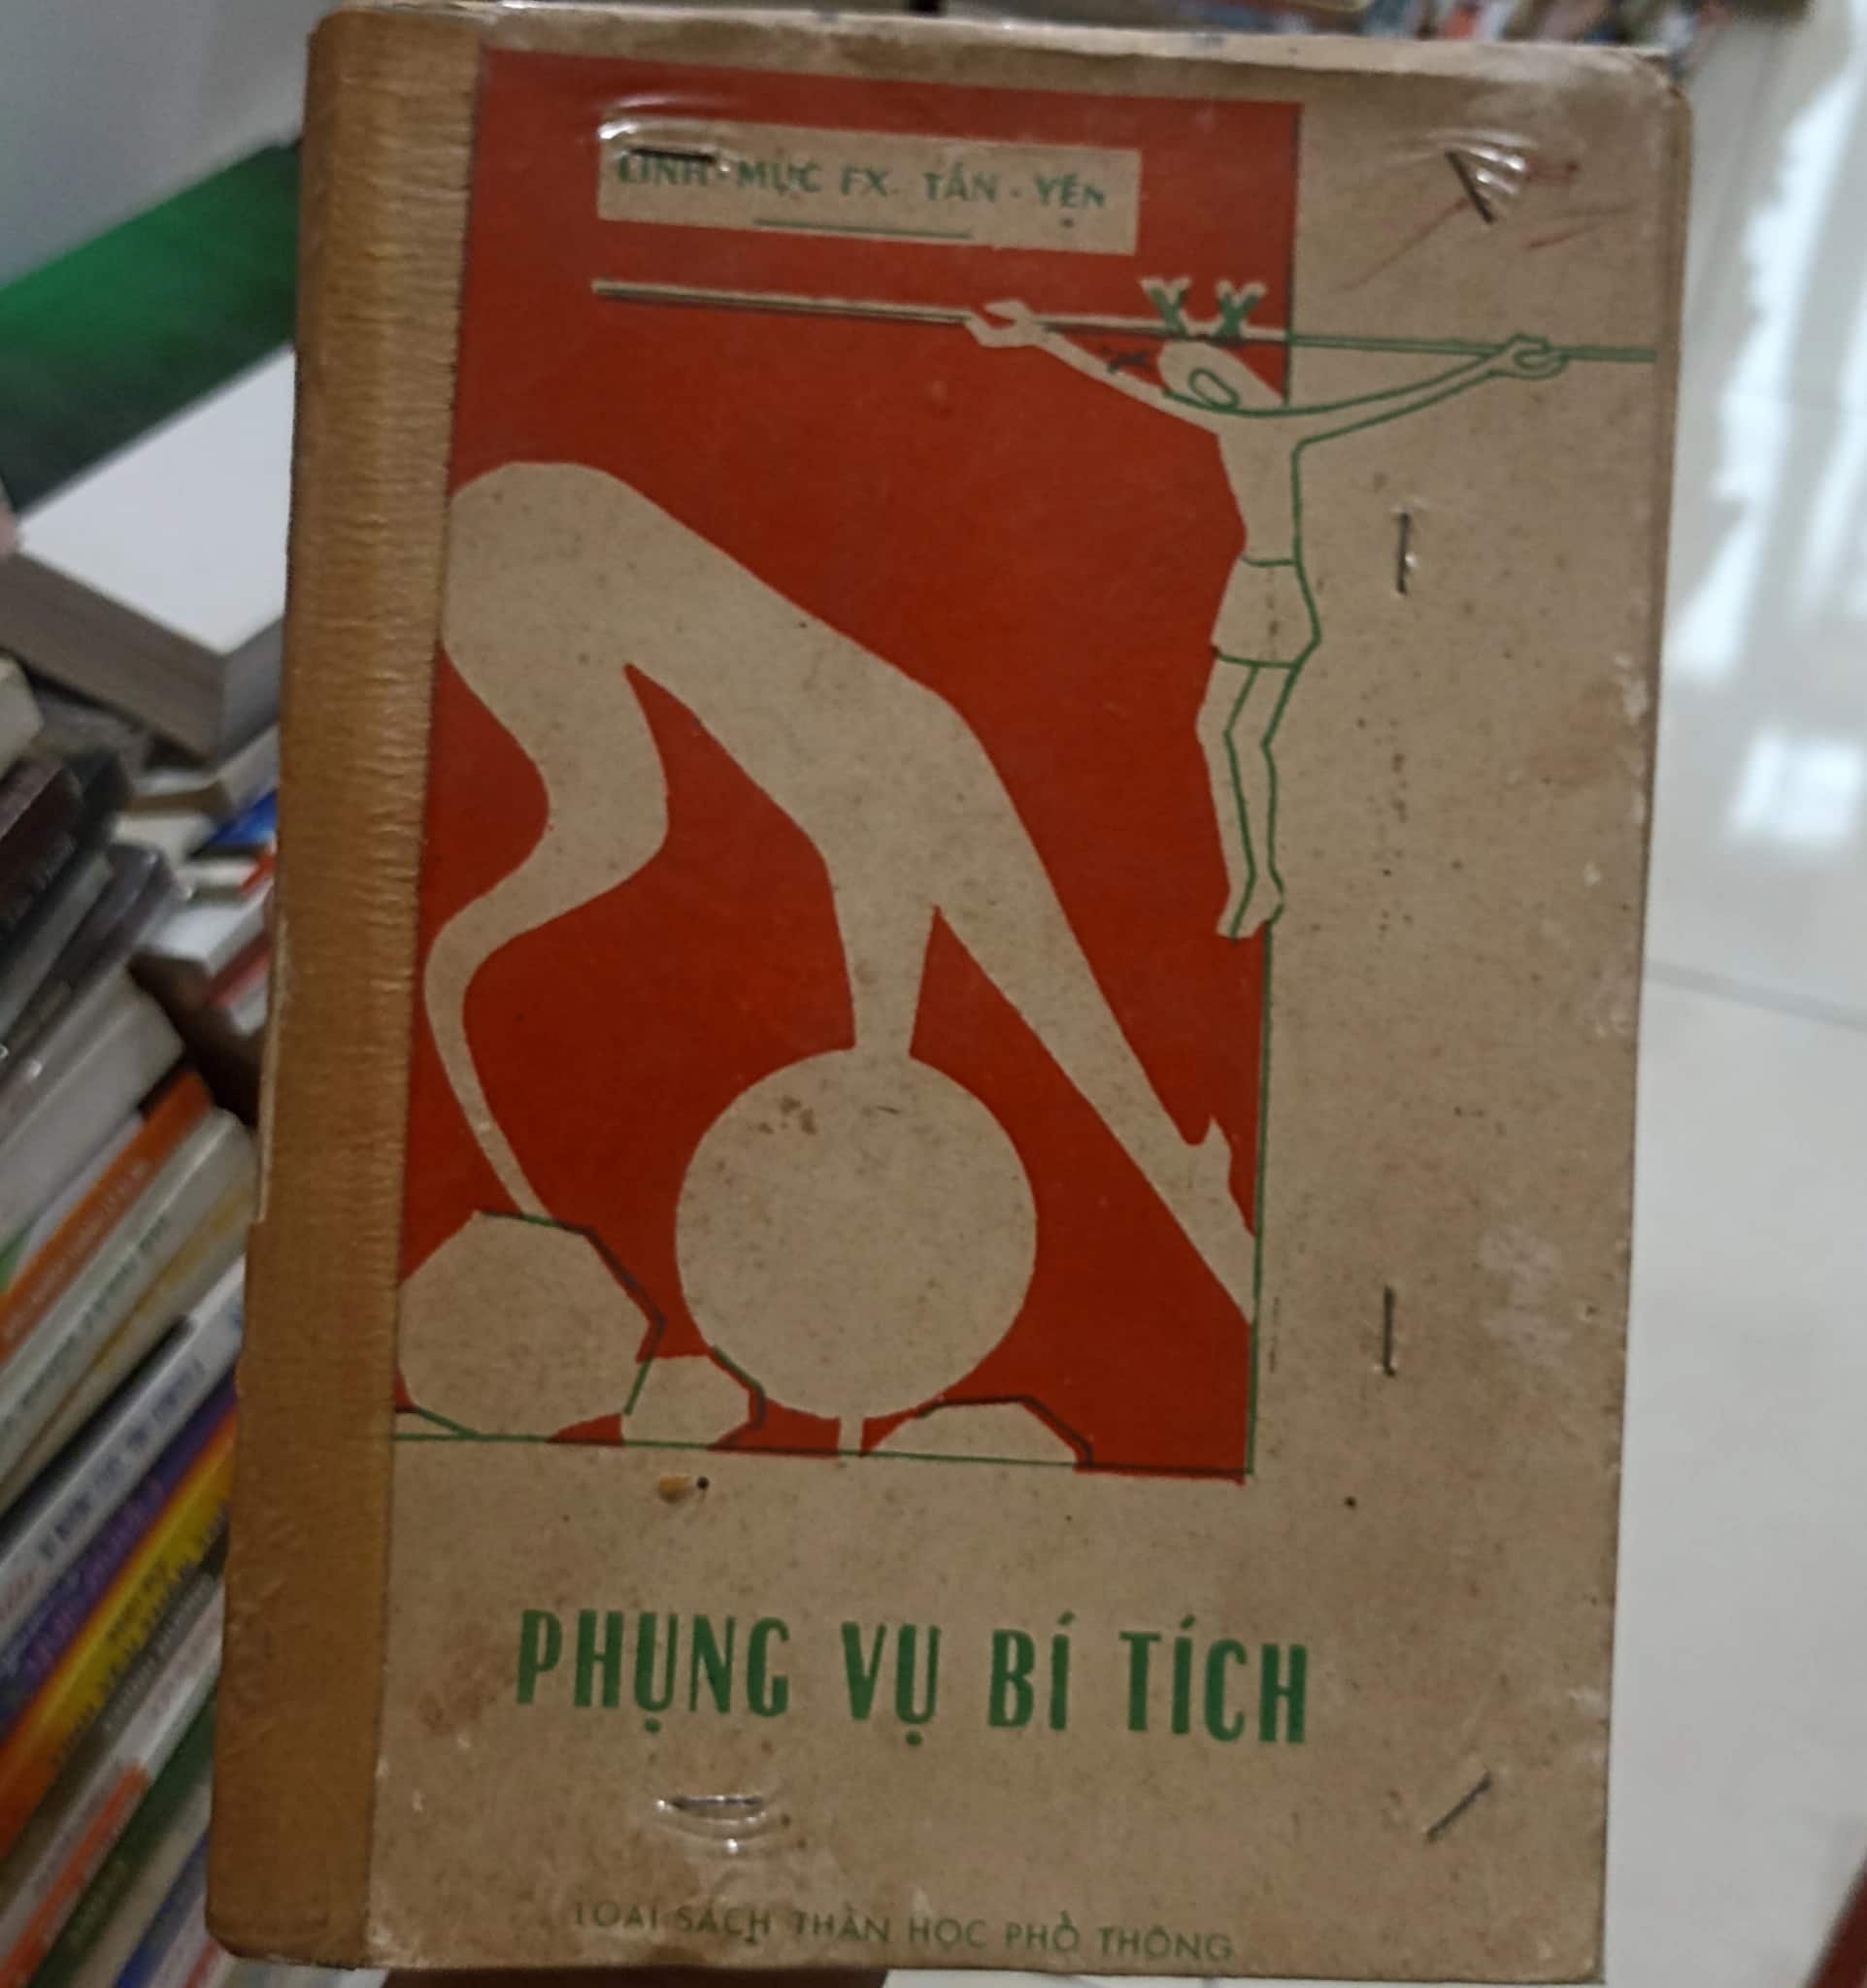 LINH-MỤC FX. TẤN-YÊN
PHỤNG VỤ BÍ TÍCH
LOẠI SÁCH THẦN HỌC PHỔ THÔNG